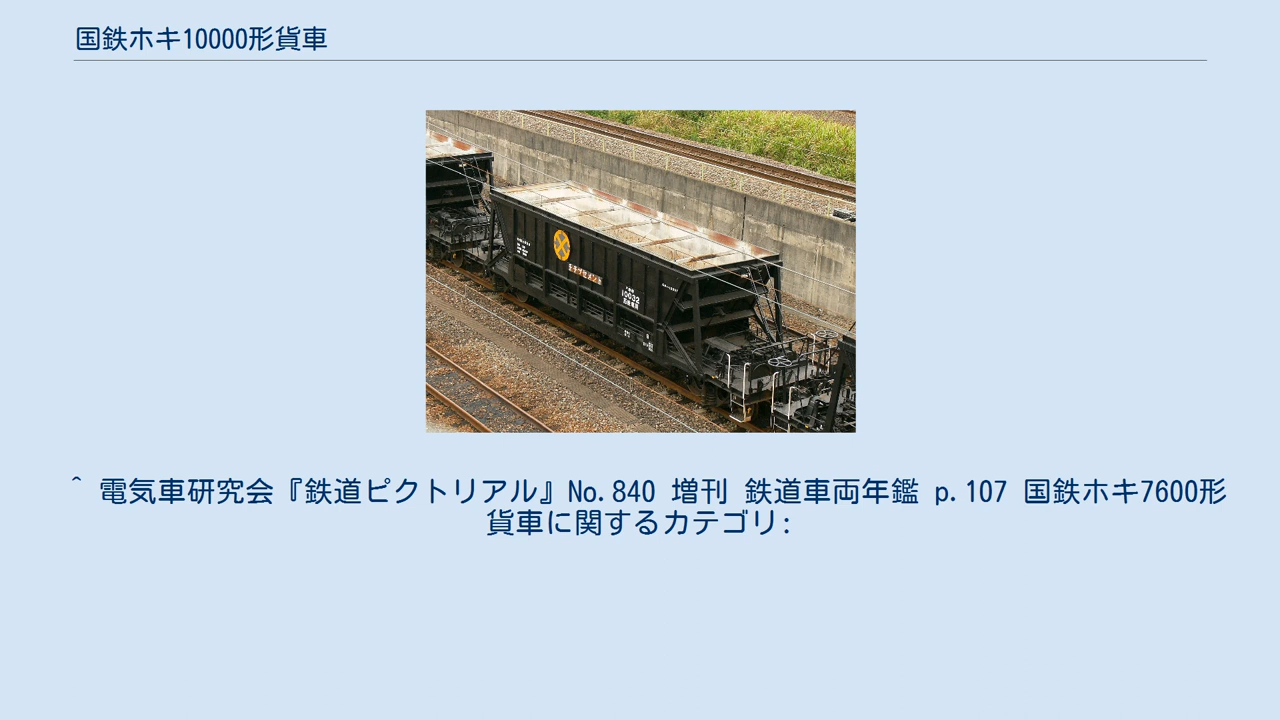 国鉄ホキ10000形貨車
10032
^ 電気車研究会『鉄道ピクトリアル』No.840 増刊 鉄道車両年鑑 p.107 国鉄ホキ7600形
貨車に関するカテゴリ: